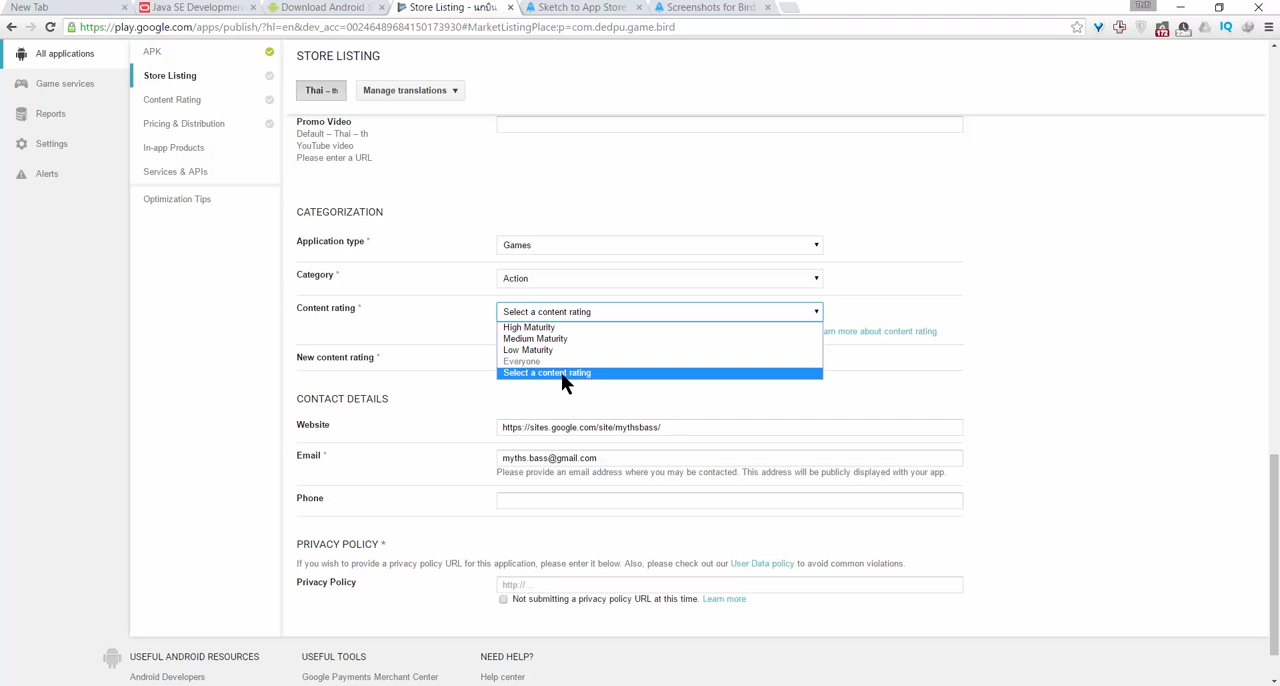 New Tab
Java SE Developmen
Download Android S
Store Listing - นกบิน
Sketch to App Store
Screenshots for Bird
https://play.google.com/apps/publish/?hl=en&dev_acc=00246489684150173930#MarketListingPlace:p=com.dedpu.game.bird
All applications
Game services
Reports
Settings
Alerts
APK
Store Listing
Content Rating
Pricing & Distribution
In-app Products
Services & APIs
Optimization Tips
STORE LISTING
Thai – th
Manage translations
Promo Video
Default – Thai – th
YouTube video
Please enter a URL
CATEGORIZATION
Application type *
Games
Category *
Action
Content rating *
Select a content rating
High Maturity
Medium Maturity
Low Maturity
Everyone
Select a content rating
arn more about content rating.
New content rating *
CONTACT DETAILS
Website
https://sites.google.com/site/mythsbass/
Email *
myths.bass@gmail.com
Please provide an email address where you may be contacted. This address will be publicly displayed with your app.
Phone
PRIVACY POLICY *
If you wish to provide a privacy policy URL for this application, please enter it below. Also, please check out our User Data policy to avoid common violations.
Privacy Policy
http://...
Not submitting a privacy policy URL at this time. Learn more
USEFUL ANDROID RESOURCES
USEFUL TOOLS
NEED HELP?
Android Developers
Google Payments Merchant Center
Help center